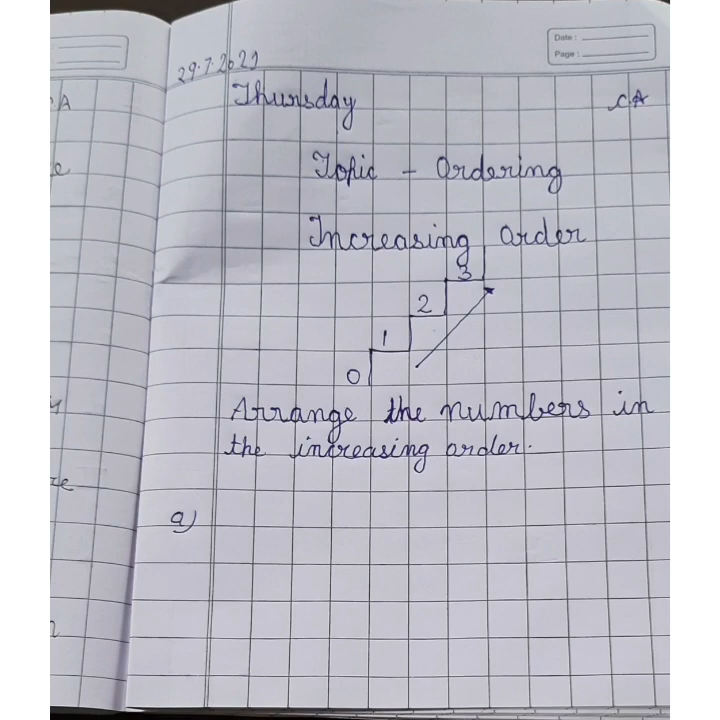 Date :
Page :
29.7.2021
Thursday
C.A
Topic - Ordering
Increasing order
3
2
1
0
Arrange the numbers in
the increasing order.
a)